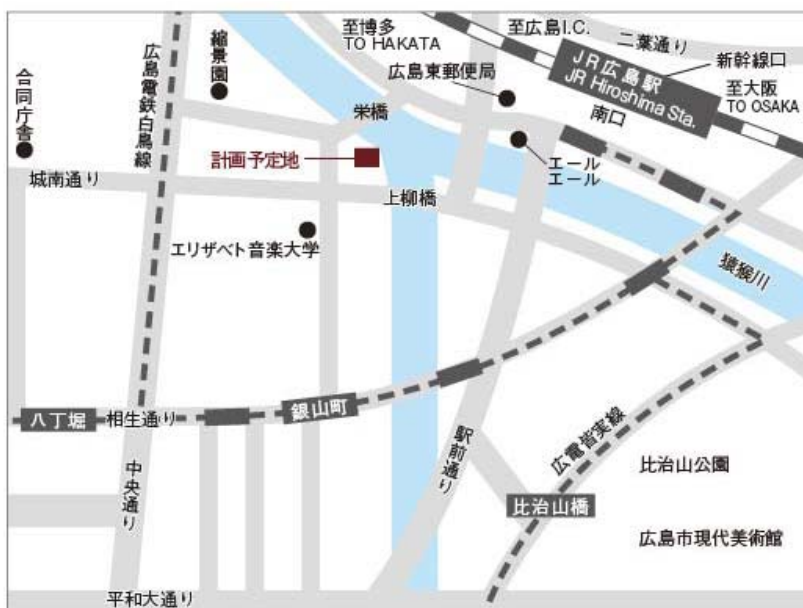 至博多
TO HAKATA
至広島I.C.
二葉通り
新幹線口
JR広島駅
JR Hiroshima Sta.
至大阪
TO OSAKA
南口
広島東郵便局
エール
エール
縮景園
広島電鉄白島線
合同庁舎
栄橋
計画予定地
城南通り
上柳橋
エリザベト音楽大学
猿猴川
八丁堀
相生通り
銀山町
中央通り
駅前通り
広電皆実線
比治山公園
比治山橋
広島市現代美術館
平和大通り